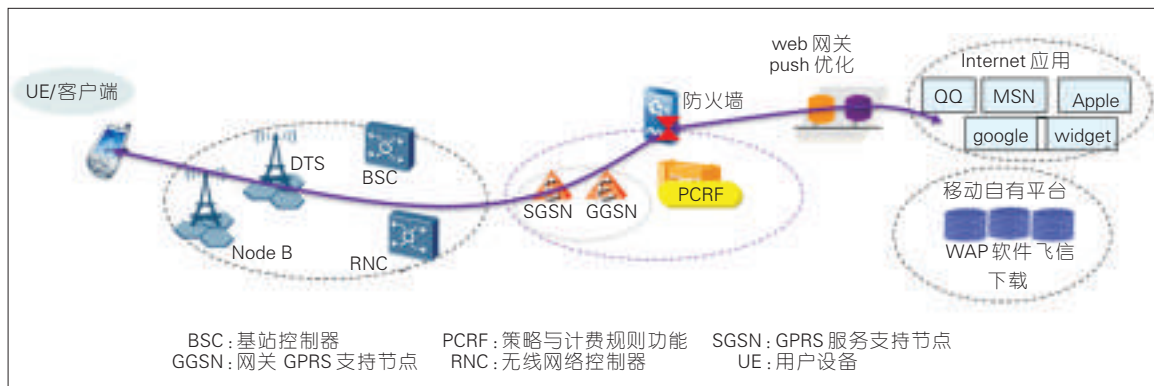 UE/客户端
DTS
BSC
Node B
RNC
SGSN
GGSN
防火墙
PCRF
web 网关
push 优化
Internet 应用
QQ
MSN
Apple
google
widget
移动自有平台
WAP 软件 飞信
下载
BSC：基站控制器 PCRF：策略与计费规则功能 SGSN：GPRS 服务支持节点
GGSN：网关 GPRS 支持节点 RNC：无线网络控制器 UE：用户设备